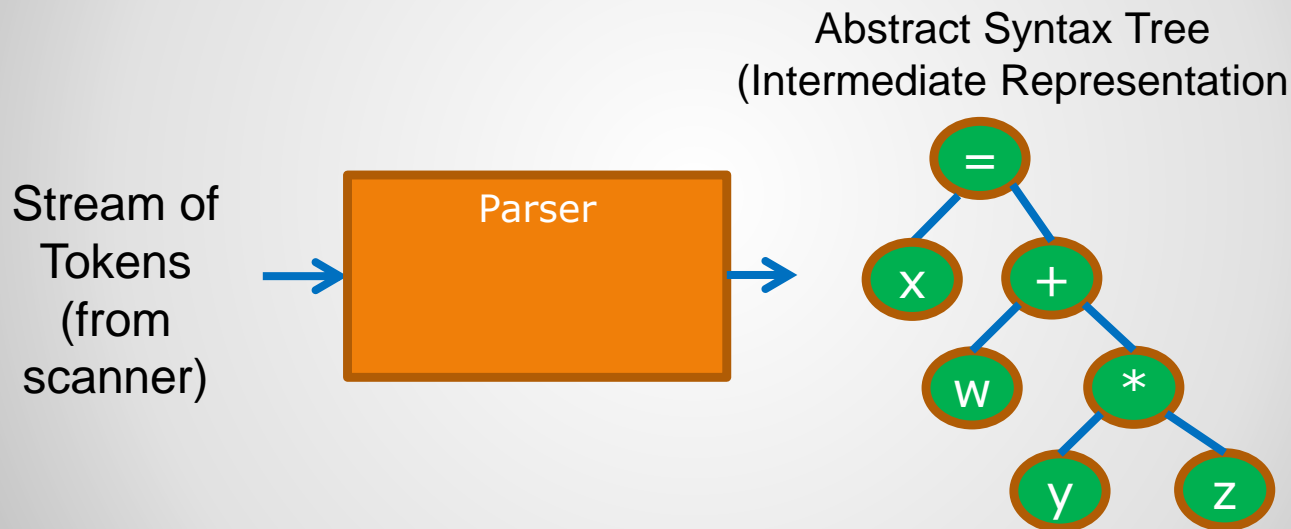 Abstract Syntax Tree
(Intermediate Representation
Stream of
Tokens
(from
scanner)
Parser
=
x
+
w
*
y
z